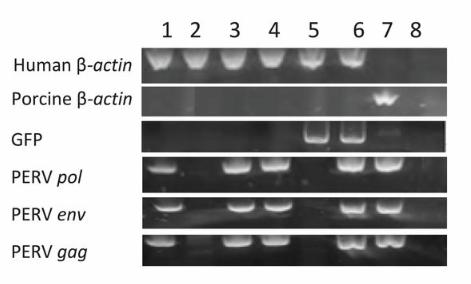 1 2 3 4 5 6 7 8
Human β-actin
Porcine β-actin
GFP
PERV pol
PERV env
PERV gag